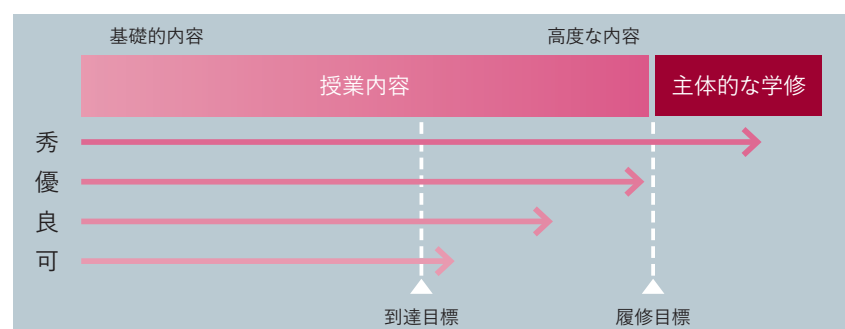 基礎的内容
高度な内容
授業内容
主体的な学修
秀
優
良
可
到達目標
履修目標